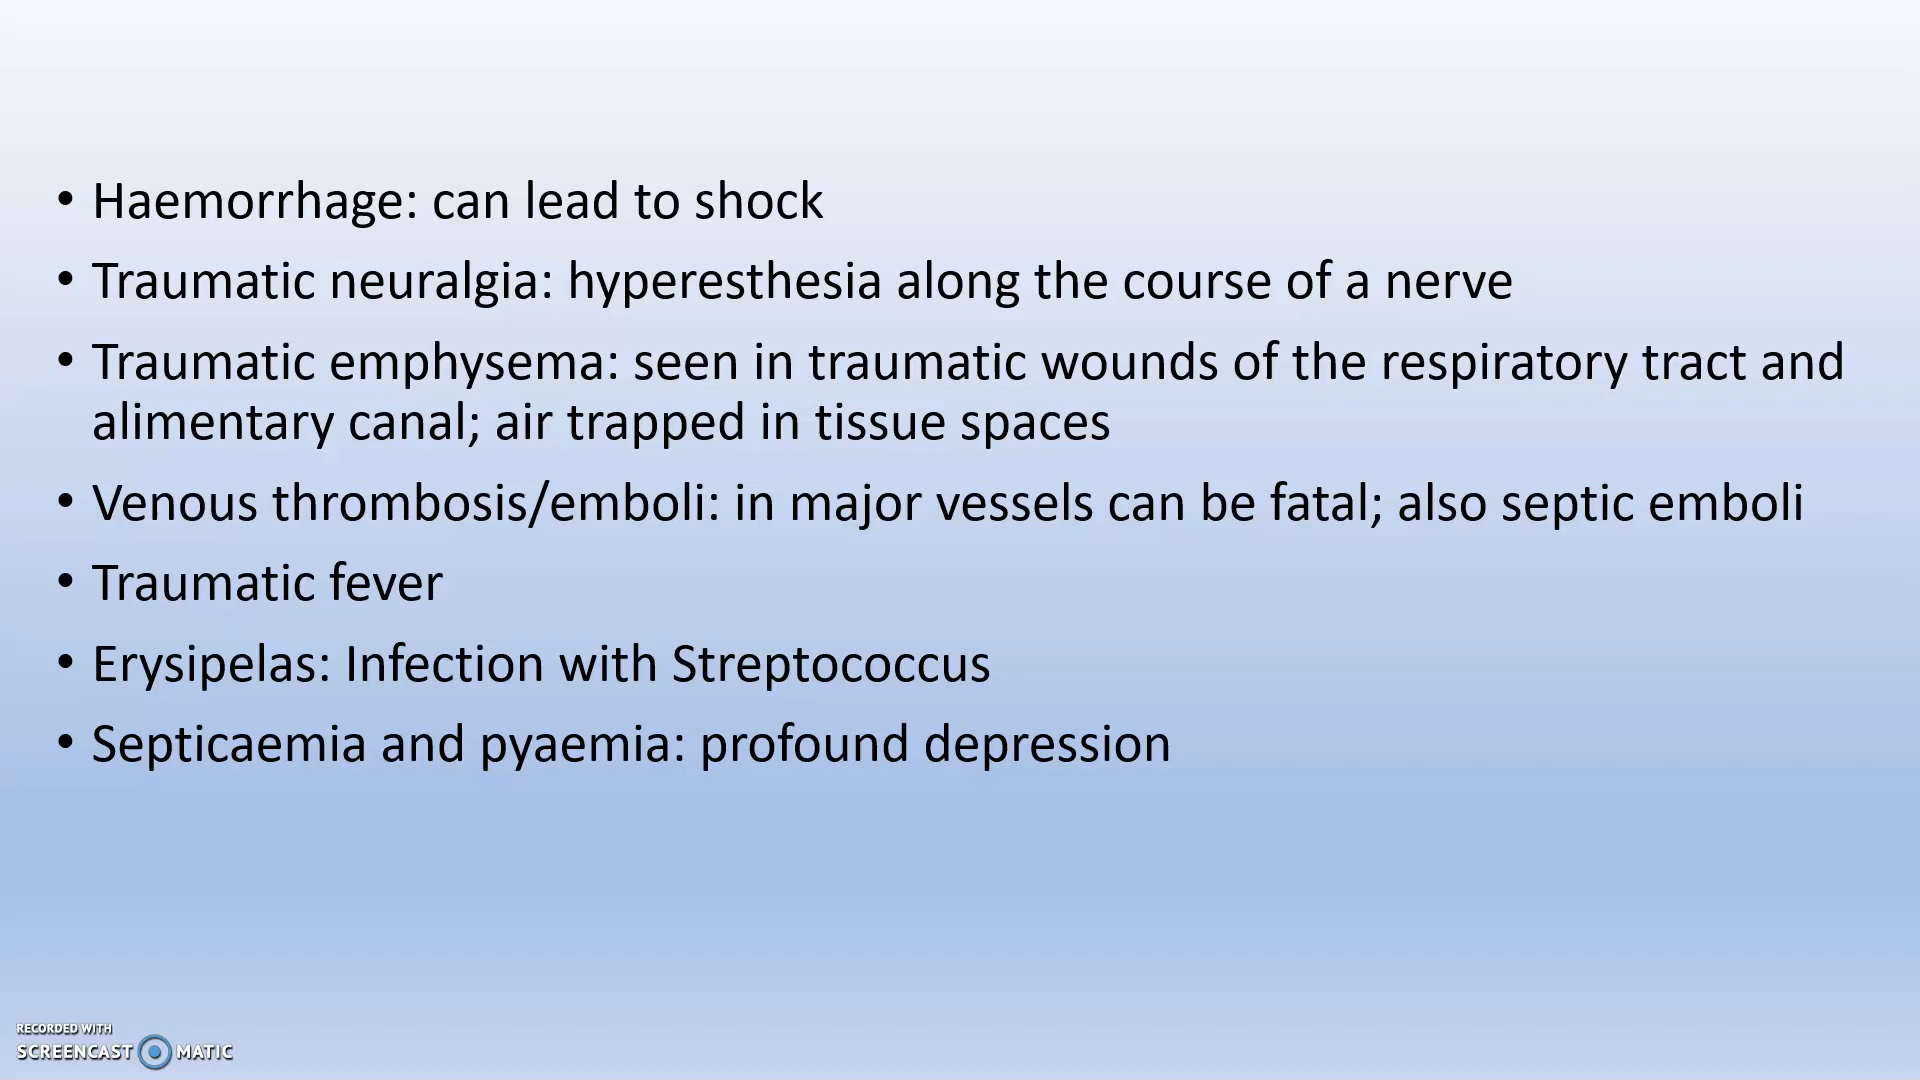 • Haemorrhage: can lead to shock
• Traumatic neuralgia: hyperesthesia along the course of a nerve
• Traumatic emphysema: seen in traumatic wounds of the respiratory tract and
alimentary canal; air trapped in tissue spaces
• Venous thrombosis/emboli: in major vessels can be fatal; also septic emboli
• Traumatic fever
• Erysipelas: Infection with Streptococcus
• Septicaemia and pyaemia: profound depression
RECORDED WITH
SCREENCAST MATIC